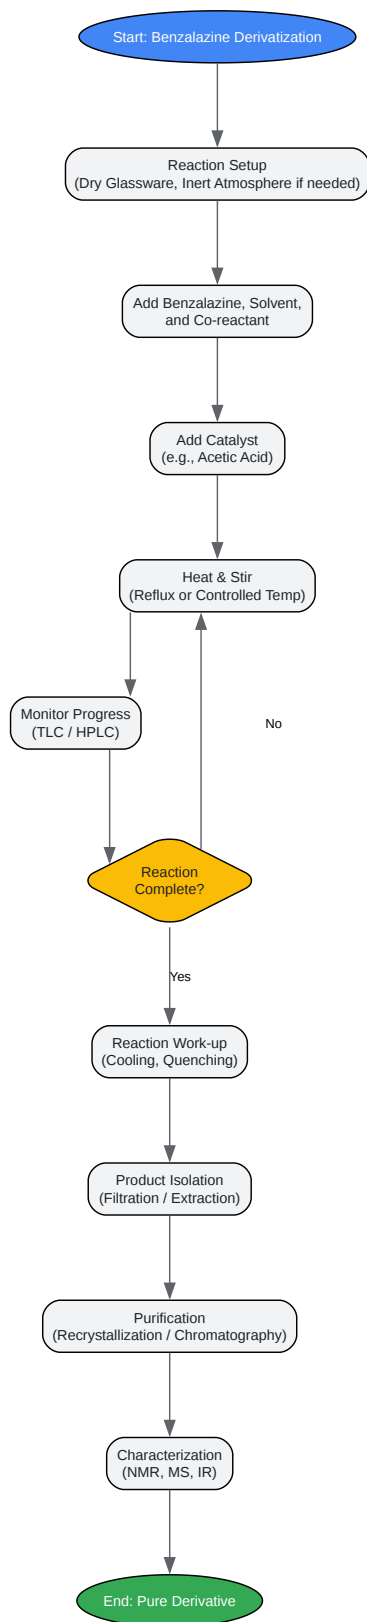 Start: Benzalazine Derivatization
Reaction Setup
(Dry Glassware, Inert Atmosphere if needed)
Add Benzalazine, Solvent,
and Co-reactant
Add Catalyst
(e.g., Acetic Acid)
Heat & Stir
(Reflux or Controlled Temp)
Monitor Progress
(TLC / HPLC)
No
Reaction
Complete?
Yes
Reaction Work-up
(Cooling, Quenching)
Product Isolation
(Filtration / Extraction)
Purification
(Recrystallization / Chromatography)
Characterization
(NMR, MS, IR)
End: Pure Derivative